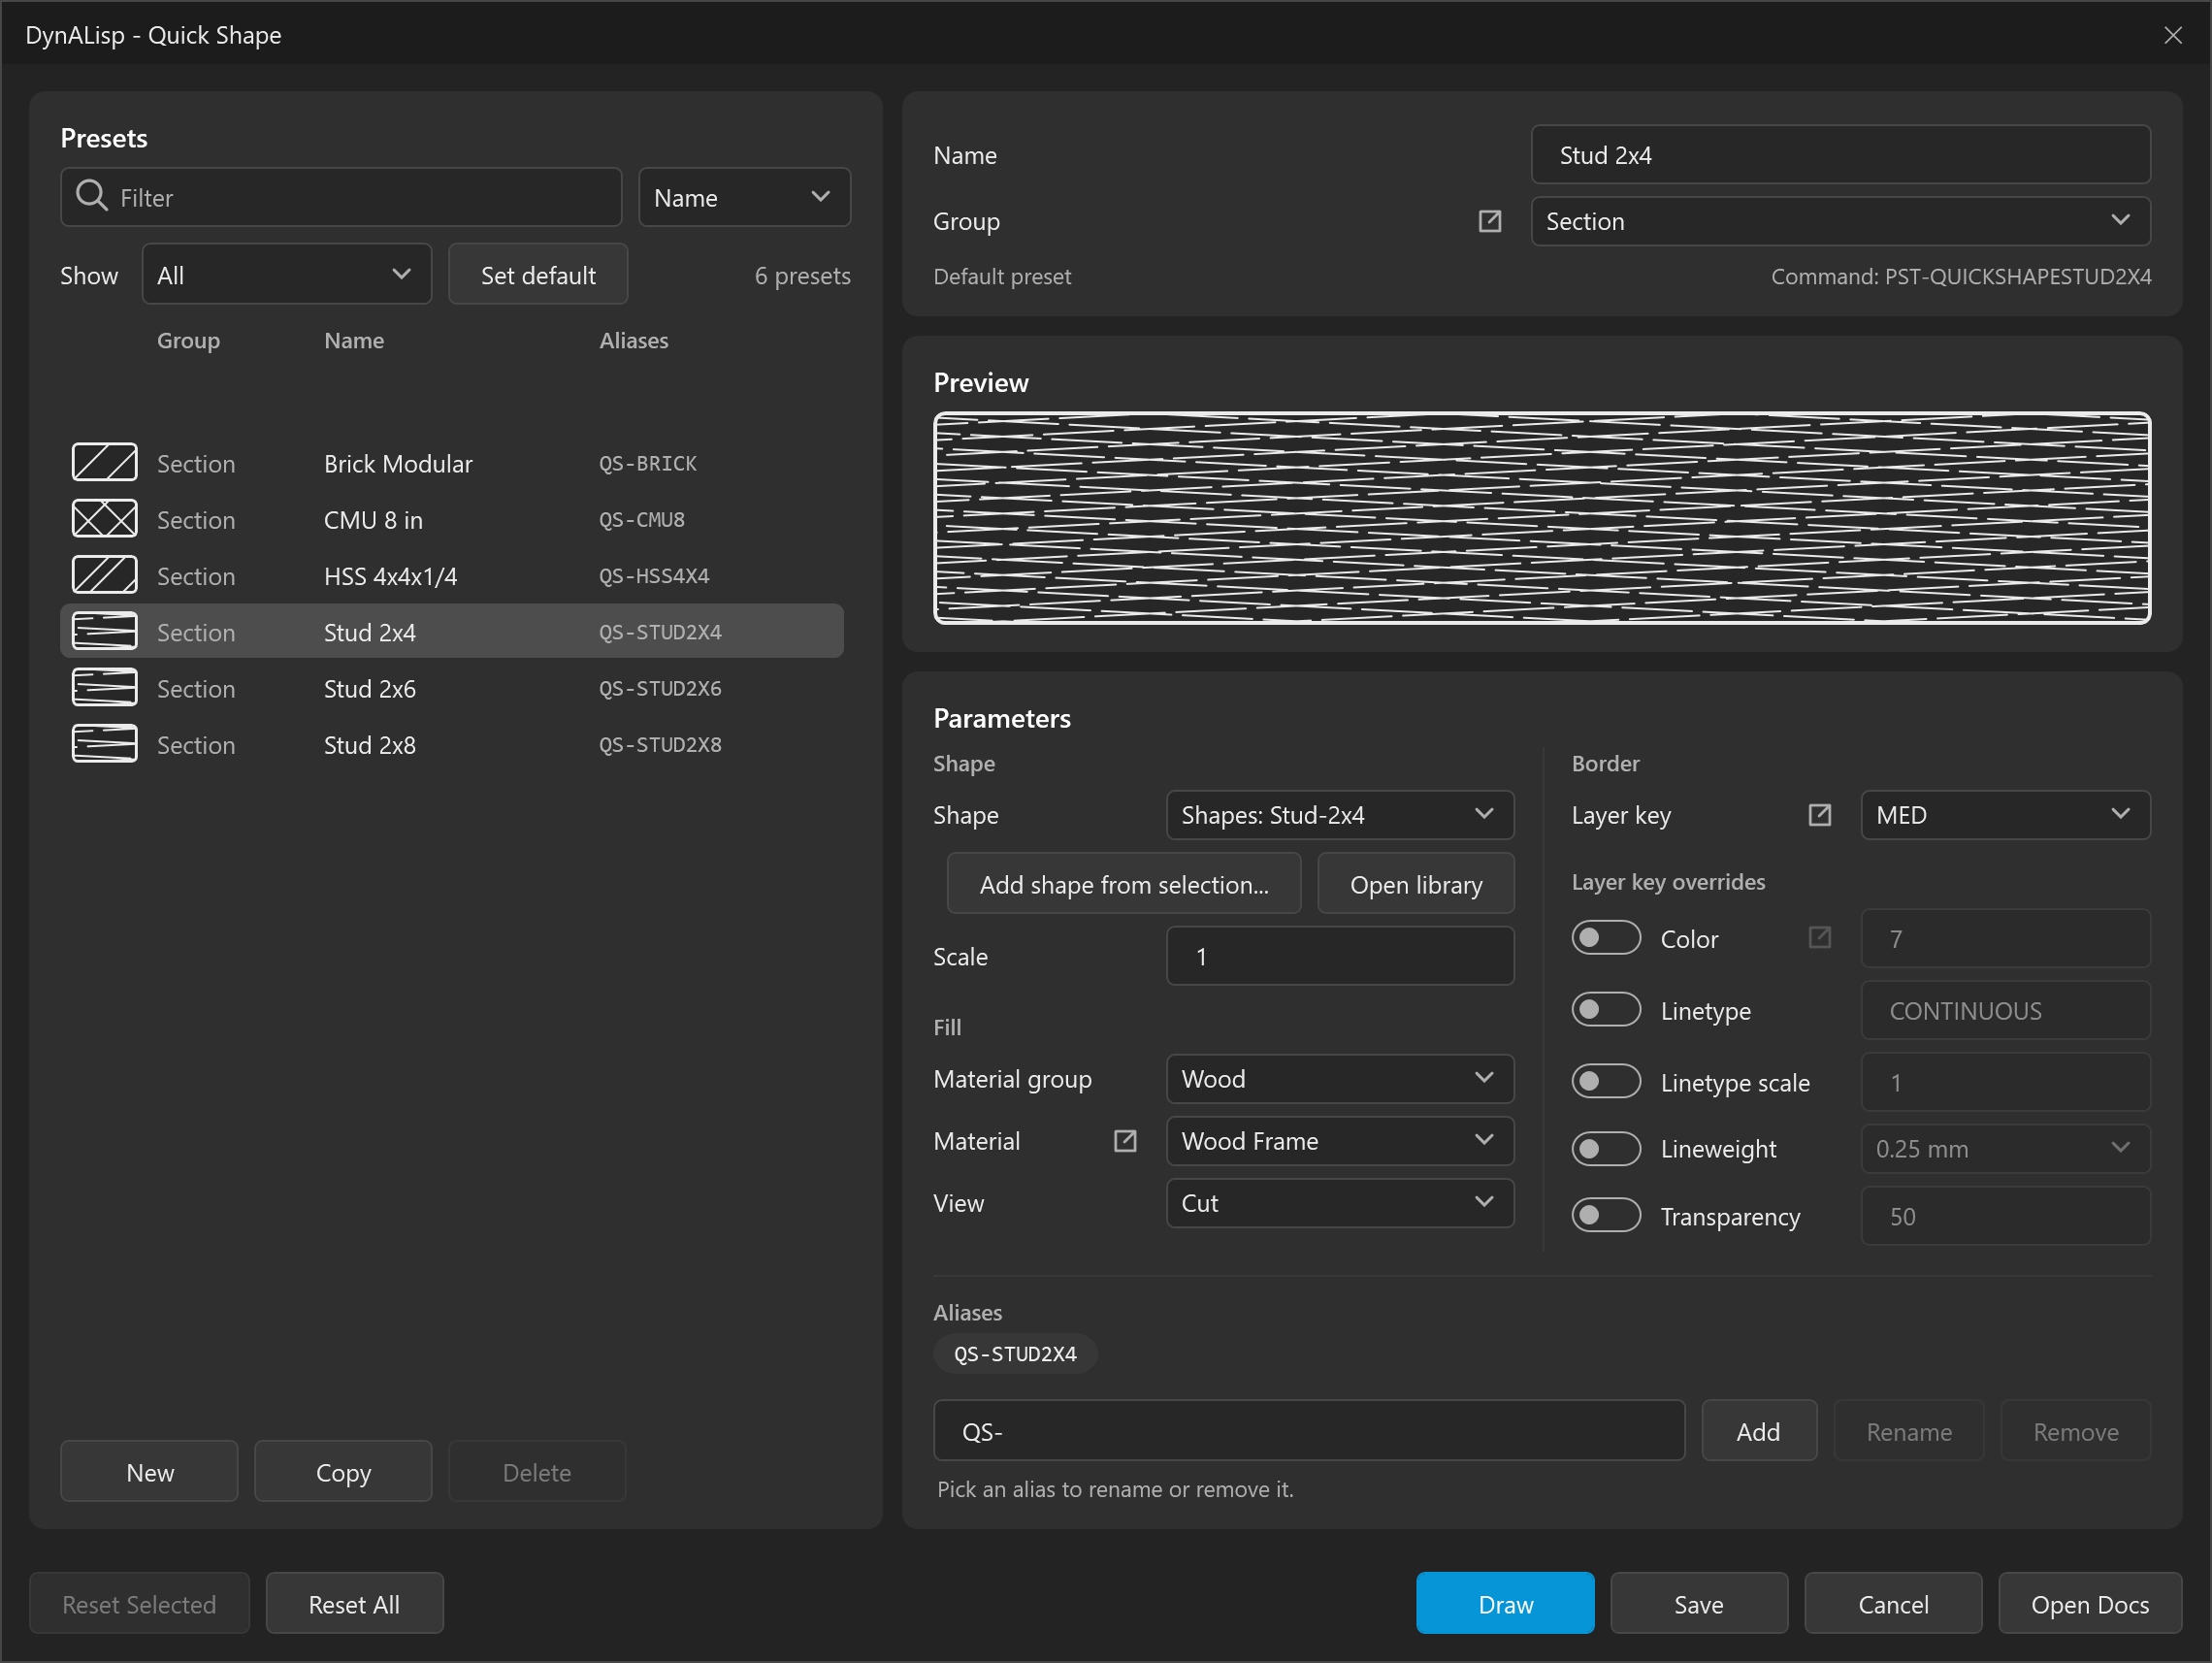 DynALisp - Quick Shape
Presets
Filter
Name
Show
All
Set default
6 presets
Group Name Aliases
Section Brick Modular QS-BRICK
Section CMU 8 in QS-CMU8
Section HSS 4x4x1/4 QS-HSS4X4
Section Stud 2x4 QS-STUD2X4
Section Stud 2x6 QS-STUD2X6
Section Stud 2x8 QS-STUD2X8
New
Copy
Delete
Name
Stud 2x4
Group
Section
Default preset
Command: PST-QUICKSHAPESTUD2X4
Preview
Parameters
Shape
Shape
Shapes: Stud-2x4
Add shape from selection...
Open library
Scale
1
Fill
Material group
Wood
Material
Wood Frame
View
Cut
Border
Layer key
MED
Layer key overrides
Color
7
Linetype
CONTINUOUS
Linetype scale
1
Lineweight
0.25 mm
Transparency
50
Aliases
QS-STUD2X4
QS-
Add
Rename
Remove
Pick an alias to rename or remove it.
Reset Selected
Reset All
Draw
Save
Cancel
Open Docs